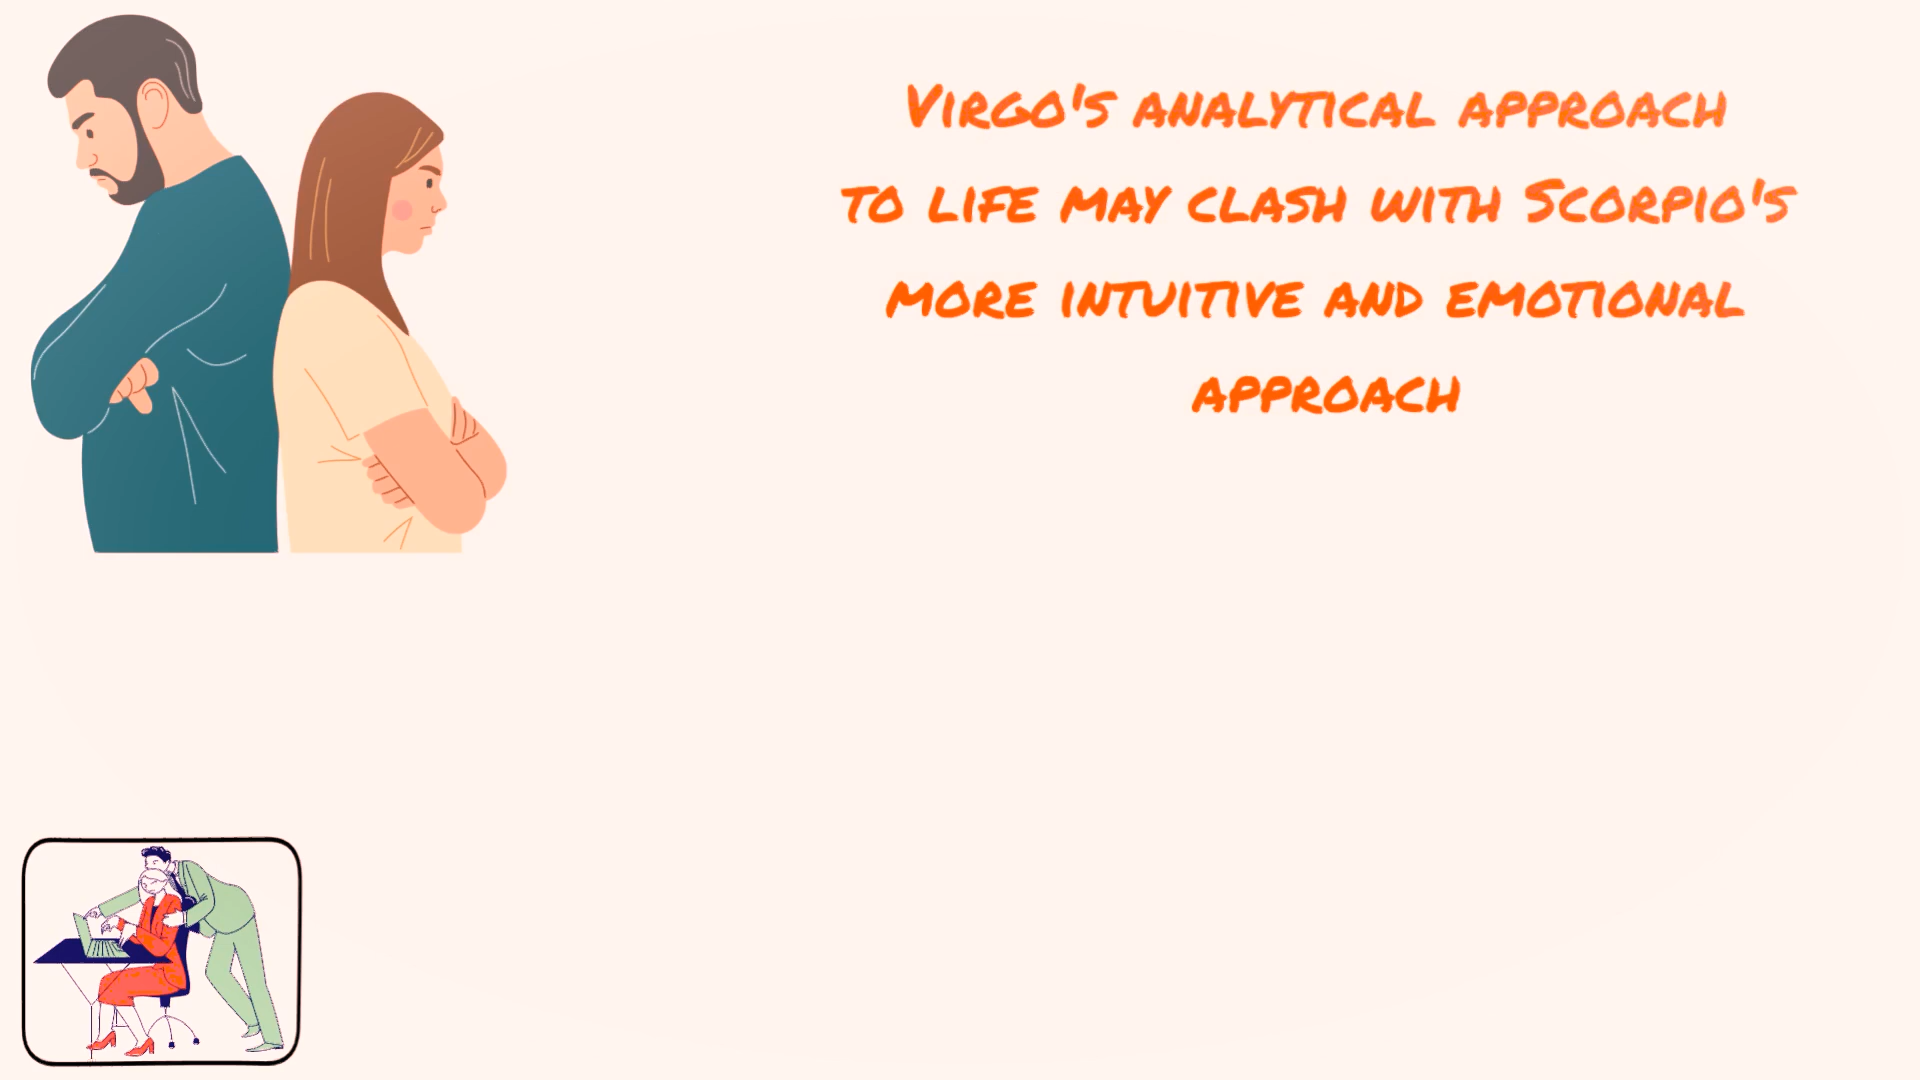 Virgo's analytical approach
to life may clash with Scorpio's
more intuitive and emotional
approach